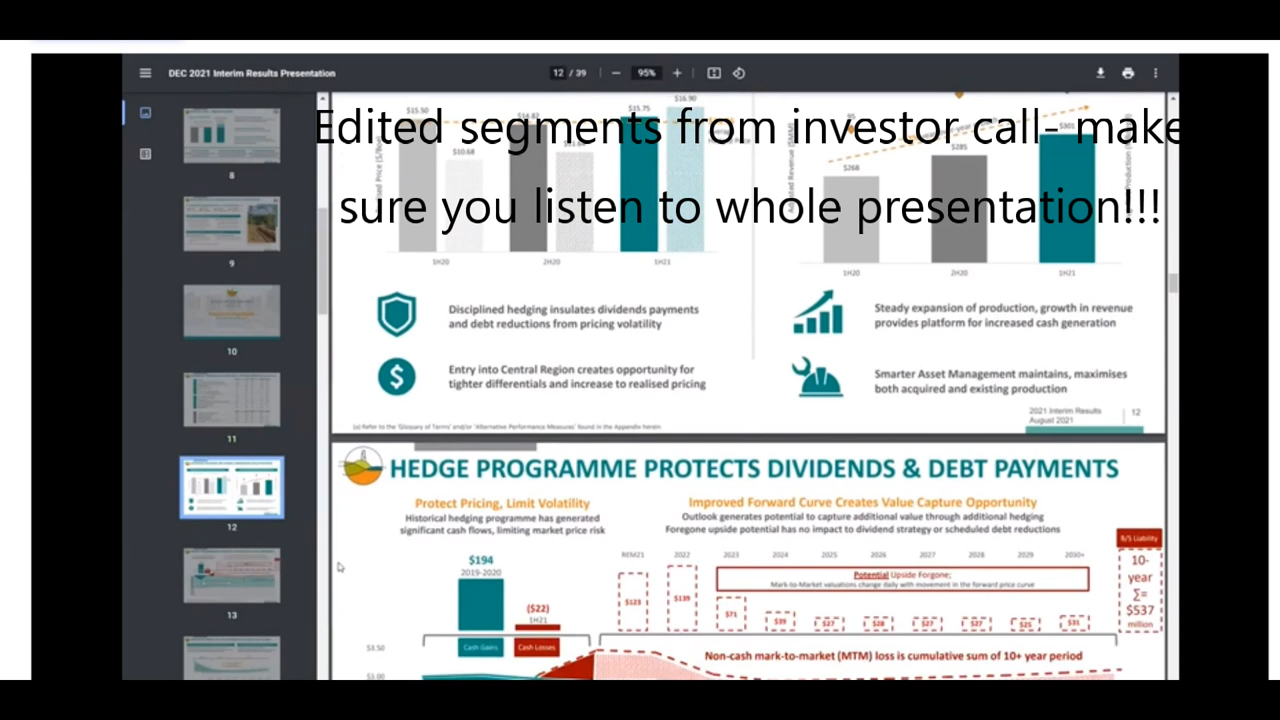 DEC 2021 Interim Results Presentation
12 / 39
95%
Edited segments from investor call- make
sure you listen to whole presentation!!!
8
9
10
11
12
13
$15.50
$10.68
$15.75
$16.90
1H20
2H20
1H21
$268
$285
$301
1H20
2H20
1H21
Disciplined hedging insulates dividends payments
and debt reductions from pricing volatility
Entry into Central Region creates opportunity for
tighter differentials and increase to realised pricing
Steady expansion of production, growth in revenue
provides platform for increased cash generation
Smarter Asset Management maintains, maximises
both acquired and existing production
(a) Refer to the 'Glossary of Terms' and/or 'Alternative Performance Measures' found in the Appendix herein
2021 Interim Results
August 2021
12
HEDGE PROGRAMME PROTECTS DIVIDENDS & DEBT PAYMENTS
Protect Pricing, Limit Volatility
Historical hedging programme has generated
significant cash flows, limiting market price risk
$194
2019-2020
($22)
1H21
Cash Gains
Cash Losses
$3.50
Improved Forward Curve Creates Value Capture Opportunity
Outlook generates potential to capture additional value through additional hedging
Foregone upside potential has no impact to dividend strategy or scheduled debt reductions
REM21 2022 2023 2024 2025 2026 2027 2028 2029 2030+
Potential Upside Forgone;
Mark-to-Market valuations change daily with movement in the forward price curve
$123 $139 $71 $39 $27 $28 $27 $27 $25 $31
B/S Liability
10-
year
∑=
$537
million
Non-cash mark-to-market (MTM) loss is cumulative sum of 10+ year period